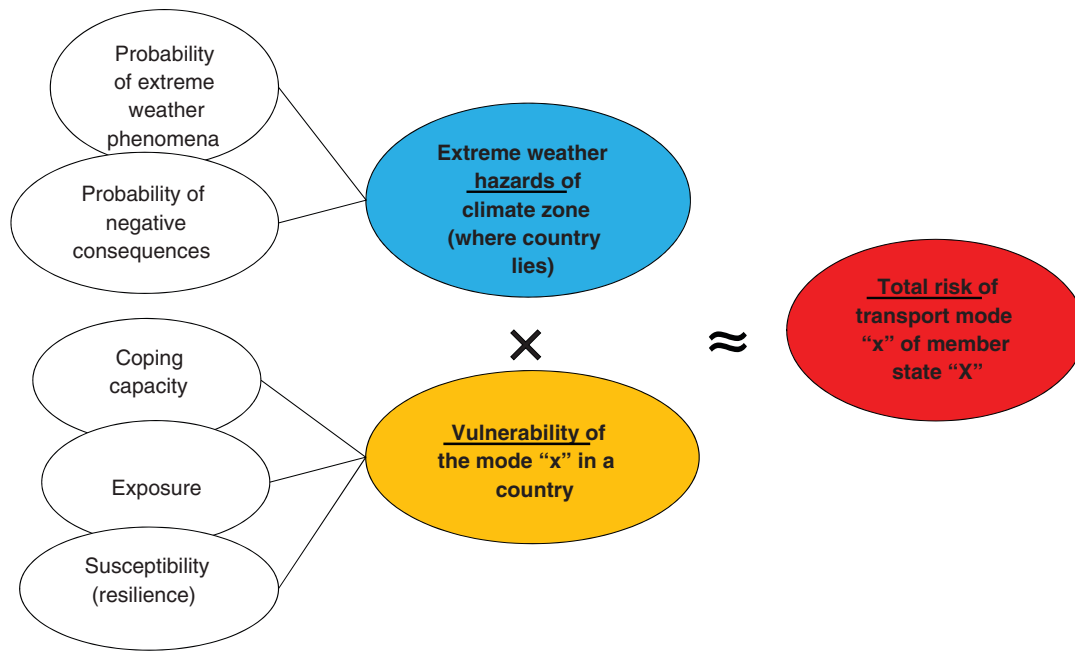 Probability
of extreme
weather
phenomena
Probability of
negative
consequences
Extreme weather
hazards of
climate zone
(where country
lies)
×
Coping
capacity
Exposure
Susceptibility
(resilience)
Vulnerability of
the mode “x” in a
country
≈
Total risk of
transport mode
“x” of member
state “X”